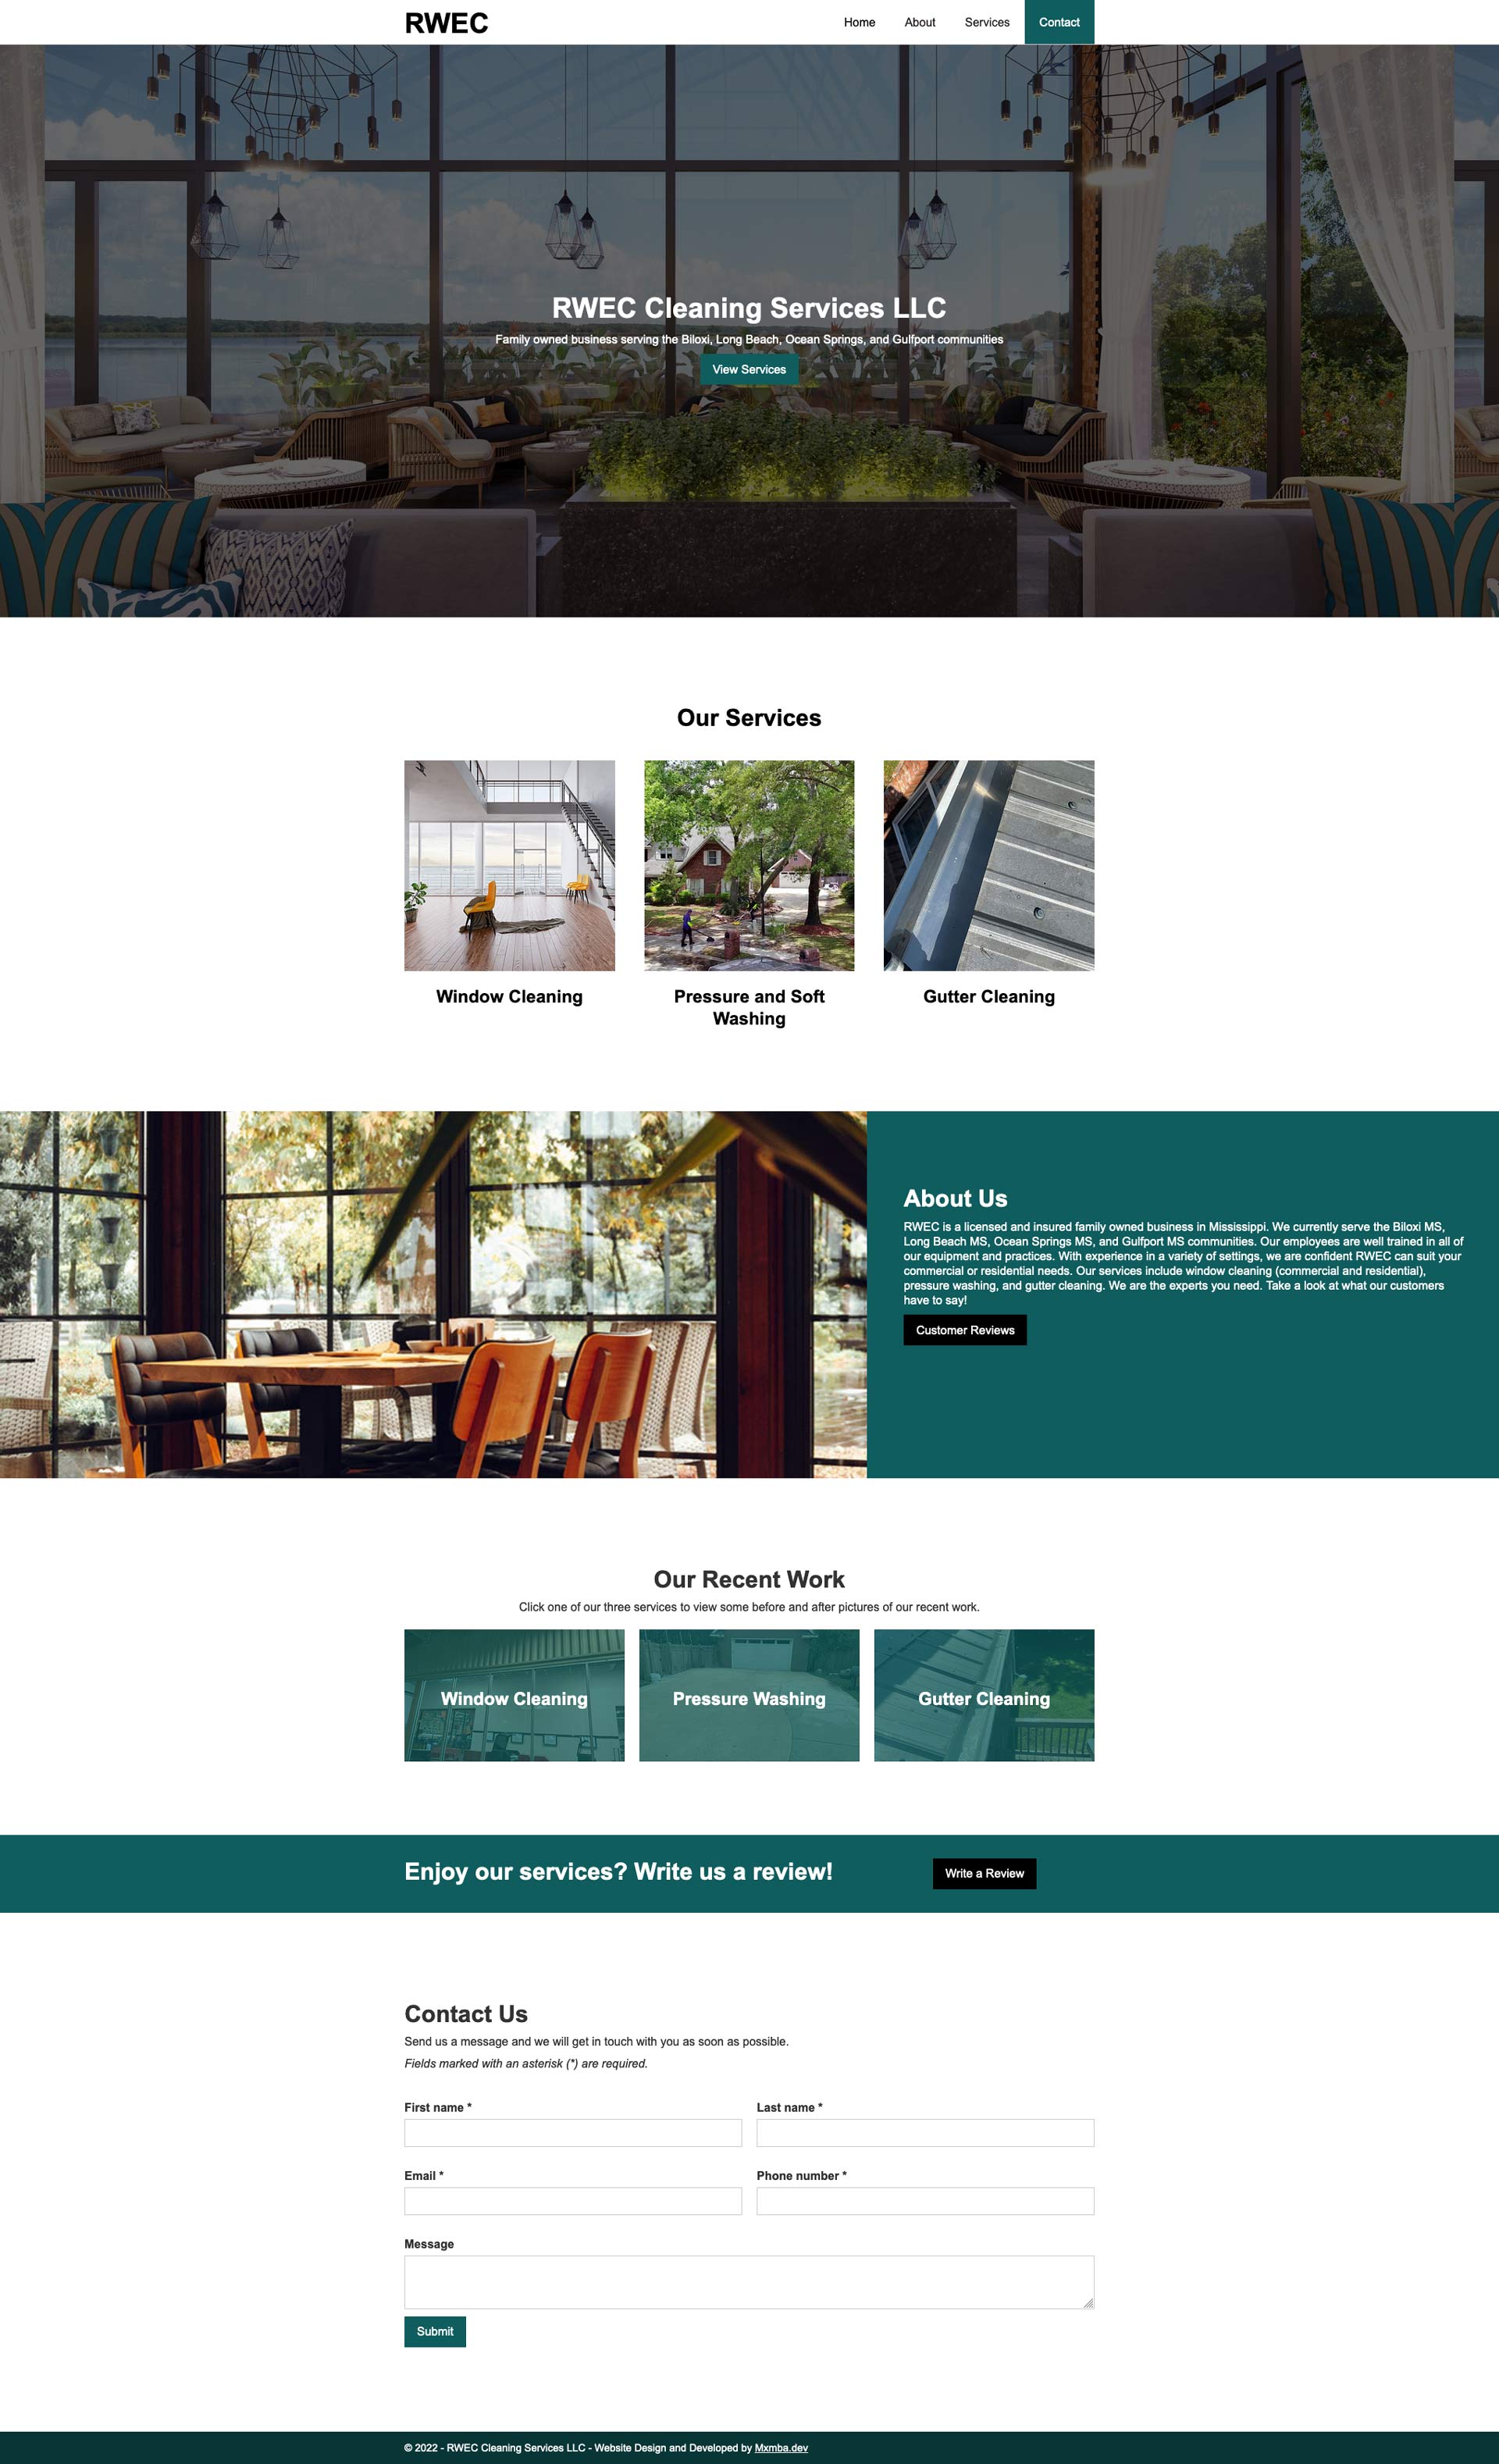 RWEC
Home
About
Services
Contact
RWEC Cleaning Services LLC
Family owned business serving the Biloxi, Long Beach, Ocean Springs, and Gulfport communities
View Services
Our Services
Window Cleaning
Pressure and Soft
Washing
Gutter Cleaning
About Us
RWEC is a licensed and insured family owned business in Mississippi. We currently serve the Biloxi MS,
Long Beach MS, Ocean Springs MS, and Gulfport MS communities. Our employees are well trained in all of
our equipment and practices. With experience in a variety of settings, we are confident RWEC can suit your
commercial or residential needs. Our services include window cleaning (commercial and residential),
pressure washing, and gutter cleaning. We are the experts you need. Take a look at what our customers
have to say!
Customer Reviews
Our Recent Work
Click one of our three services to view some before and after pictures of our recent work.
Window Cleaning
Pressure Washing
Gutter Cleaning
Enjoy our services? Write us a review!
Write a Review
Contact Us
Send us a message and we will get in touch with you as soon as possible.
Fields marked with an asterisk (*) are required.
First name *
Last name *
Email *
Phone number *
Message
Submit
© 2022 - RWEC Cleaning Services LLC - Website Design and Developed by Mxmba.dev